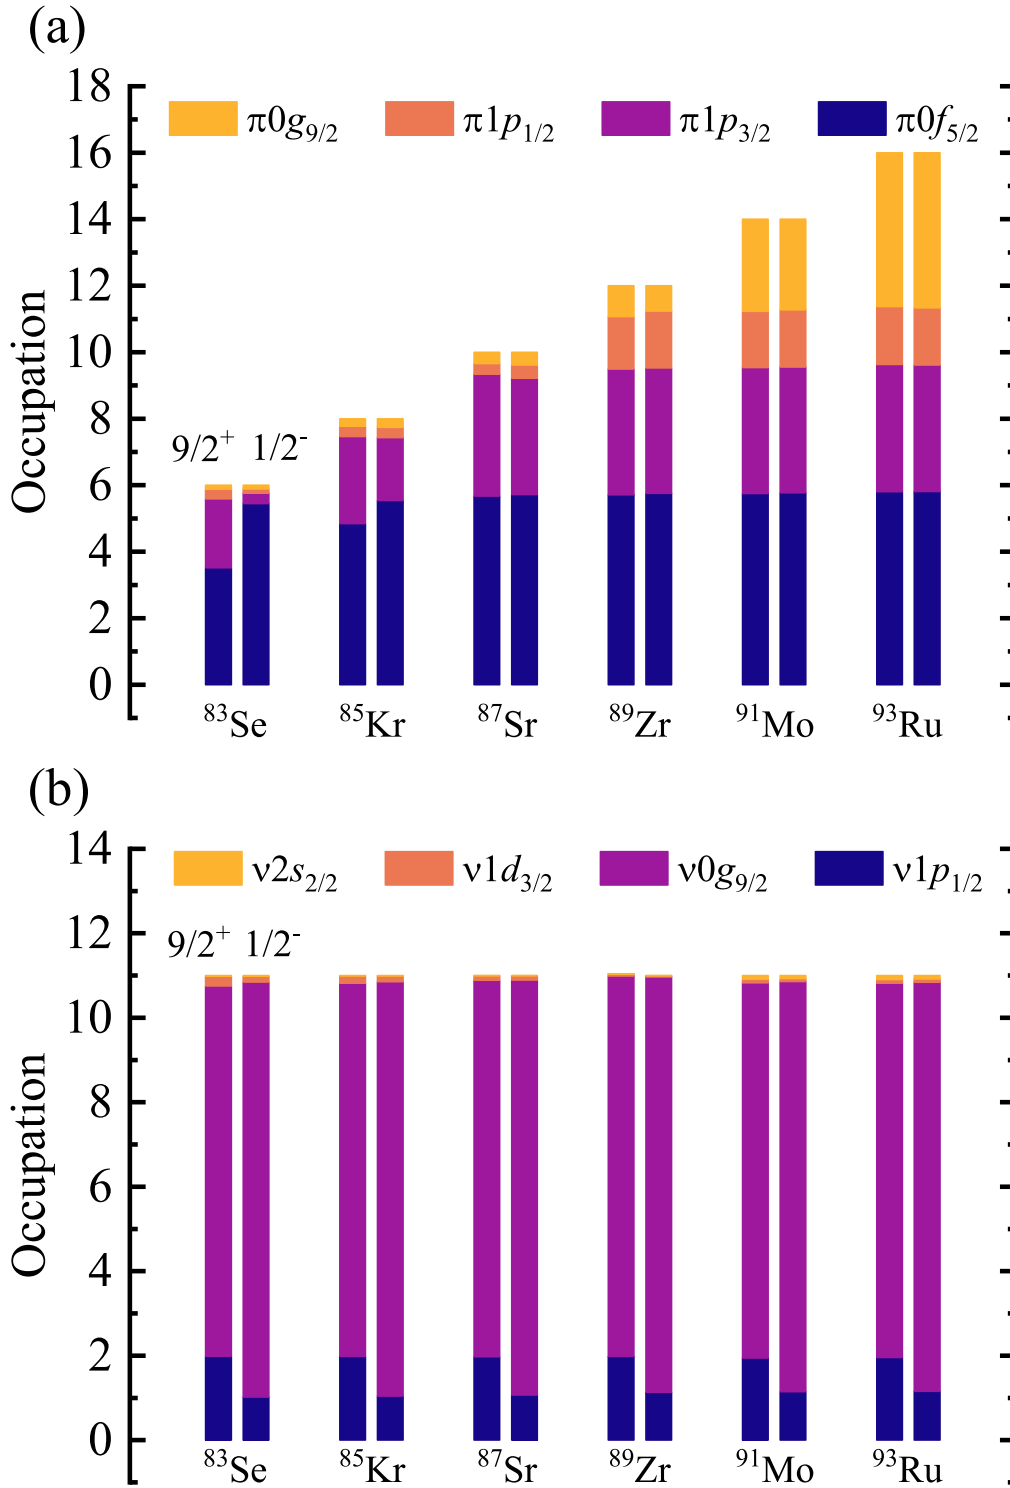 (a)
18
π0g9/2 π1p1/2 π1p3/2 π0f5/2
16
14
12
10
8
9/2⁺ 1/2⁻
6
4
2
0
Occupation
⁸³Se ⁸⁵Kr ⁸⁷Sr ⁸⁹Zr ⁹¹Mo ⁹³Ru
(b)
14
ν2s2/2 ν1d3/2 ν0g9/2 ν1p1/2
12
9/2⁺ 1/2⁻
10
8
6
4
2
0
Occupation
⁸³Se ⁸⁵Kr ⁸⁷Sr ⁸⁹Zr ⁹¹Mo ⁹³Ru